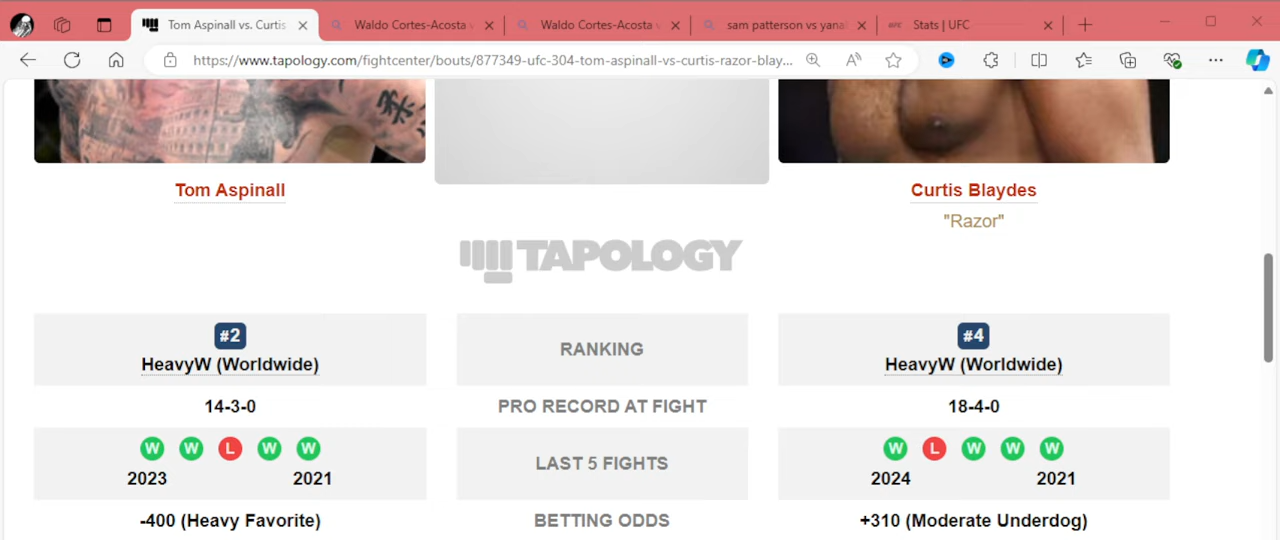 Tom Aspinall vs. Curtis
Waldo Cortes-Acosta v
Waldo Cortes-Acosta v
sam patterson vs yanal
Stats | UFC
https://www.tapology.com/fightcenter/bouts/877349-ufc-304-tom-aspinall-vs-curtis-razor-blay...
Tom Aspinall
Curtis Blaydes
"Razor"
TAPOLOGY
#2
HeavyW (Worldwide)
RANKING
#4
HeavyW (Worldwide)
14-3-0
PRO RECORD AT FIGHT
18-4-0
W W L W W
2023 2021
LAST 5 FIGHTS
W L W W W
2024 2021
-400 (Heavy Favorite)
BETTING ODDS
+310 (Moderate Underdog)